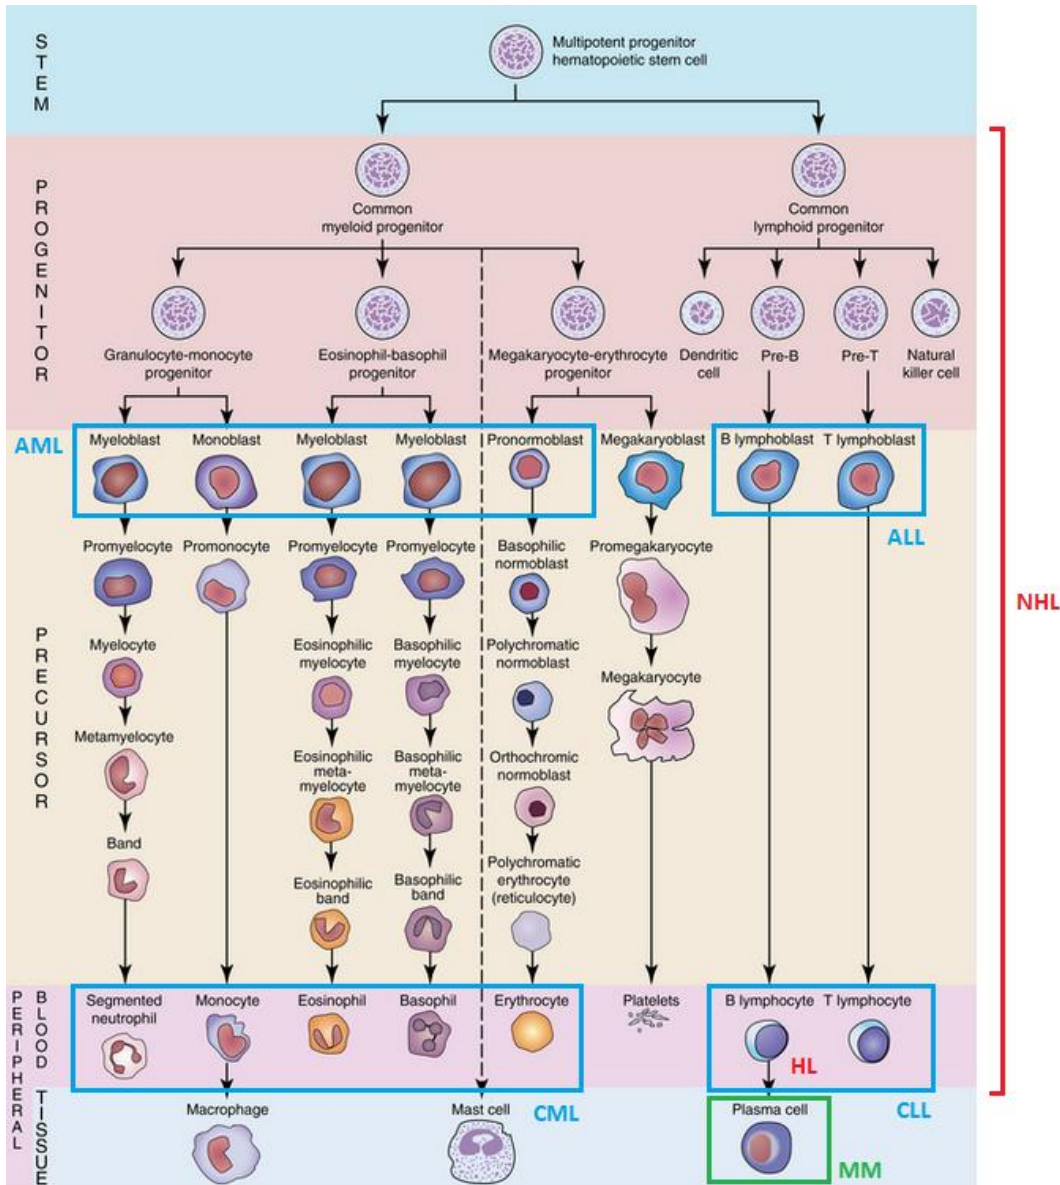 STEM
Multipotent progenitor
hematopoietic stem cell
PROGENITOR
Common
myeloid progenitor
Common
lymphoid progenitor
Granulocyte-monocyte
progenitor
Eosinophil-basophil
progenitor
Megakaryocyte-erythrocyte
progenitor
Dendritic
cell
Pre-B
Pre-T
Natural
killer cell
AML
Myeloblast
Monoblast
Myeloblast
Myeloblast
Pronormoblast
Megakaryoblast
B lymphoblast
T lymphoblast
ALL
NHL
PRECURSOR
Promyelocyte
Promonocyte
Promyelocyte
Promyelocyte
Basophilic
normoblast
Promegakaryocyte
Myelocyte
Eosinophilic
myelocyte
Basophilic
myelocyte
Polychromatic
normoblast
Megakaryocyte
Metamyelocyte
Eosinophilic
meta-
myelocyte
Basophilic
meta-
myelocyte
Orthochromic
normoblast
Band
Eosinophilic
band
Basophilic
band
Polychromatic
erythrocyte
(reticulocyte)
PERIPHERAL
BLOOD
Segmented
neutrophil
Monocyte
Eosinophil
Basophil
Erythrocyte
Platelets
B lymphocyte
T lymphocyte
HL
CML
CLL
TISSUE
Macrophage
Mast cell
Plasma cell
MM